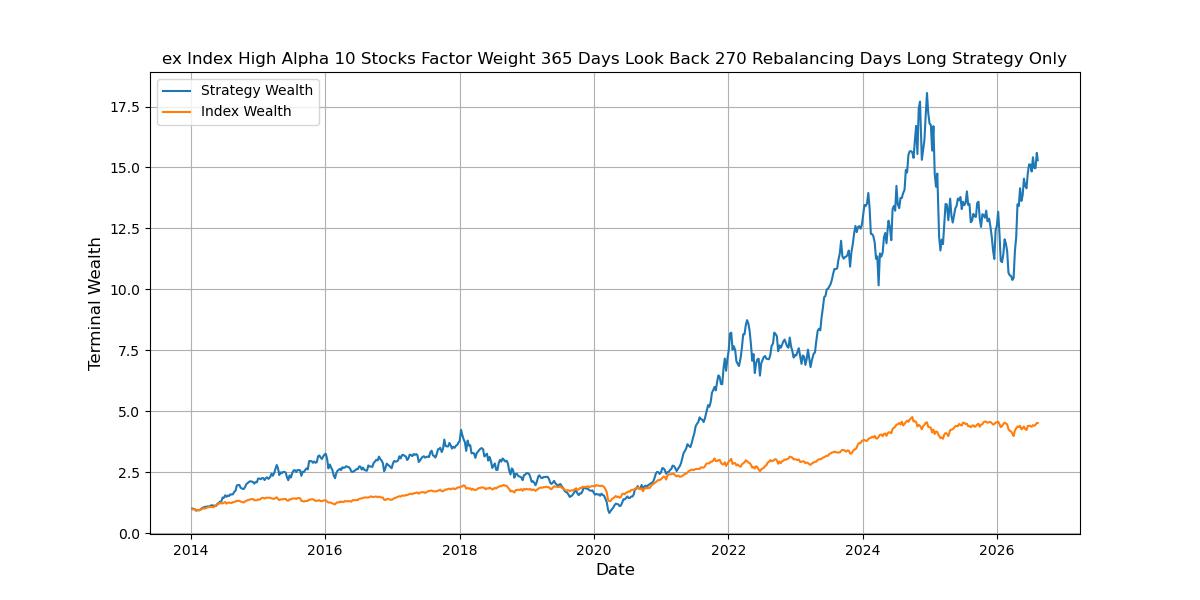 ex Index High Alpha 10 Stocks Factor Weight 365 Days Look Back 270 Rebalancing Days Long Strategy Only
Strategy Wealth
Index Wealth
Terminal Wealth
17.5
15.0
12.5
10.0
7.5
5.0
2.5
0.0
2014 2016 2018 2020 2022 2024 2026
Date